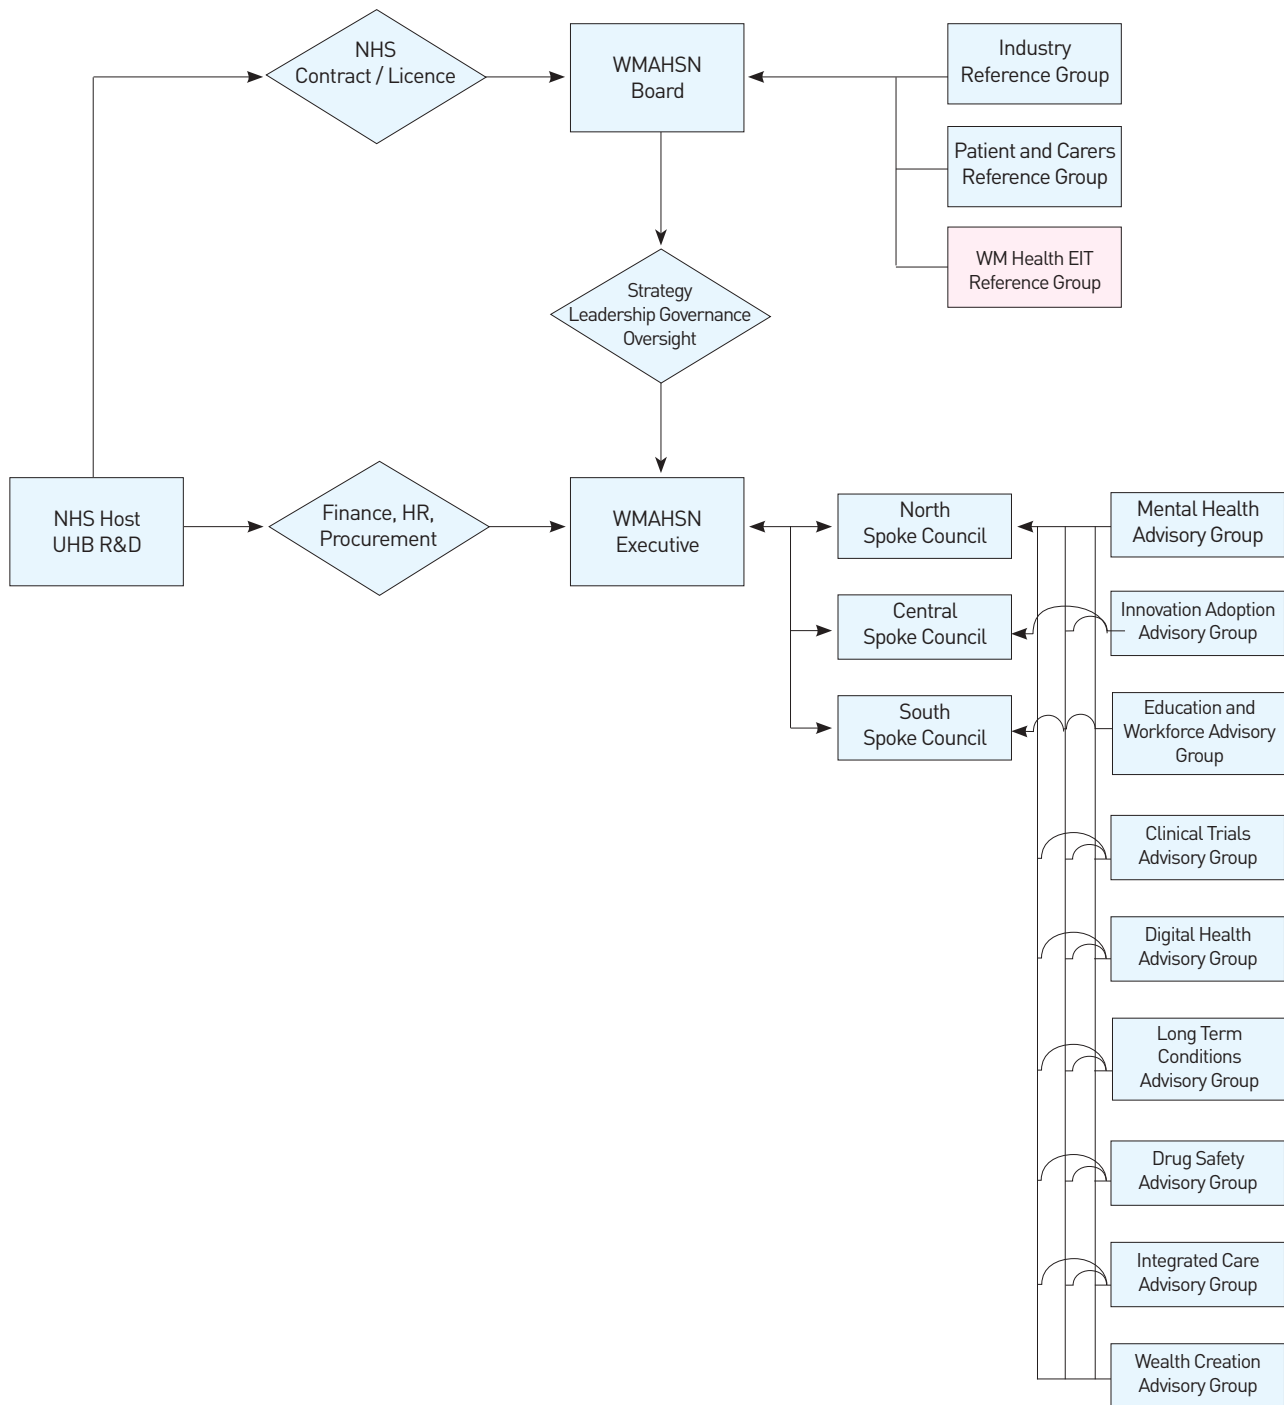 NHS
Contract / Licence
WMAHSN
Board
Industry
Reference Group
Patient and Carers
Reference Group
WM Health EIT
Reference Group
Strategy
Leadership Governance
Oversight
NHS Host
UHB R&D
Finance, HR,
Procurement
WMAHSN
Executive
North
Spoke Council
Central
Spoke Council
South
Spoke Council
Mental Health
Advisory Group
Innovation Adoption
Advisory Group
Education and
Workforce Advisory
Group
Clinical Trials
Advisory Group
Digital Health
Advisory Group
Long Term
Conditions
Advisory Group
Drug Safety
Advisory Group
Integrated Care
Advisory Group
Wealth Creation
Advisory Group